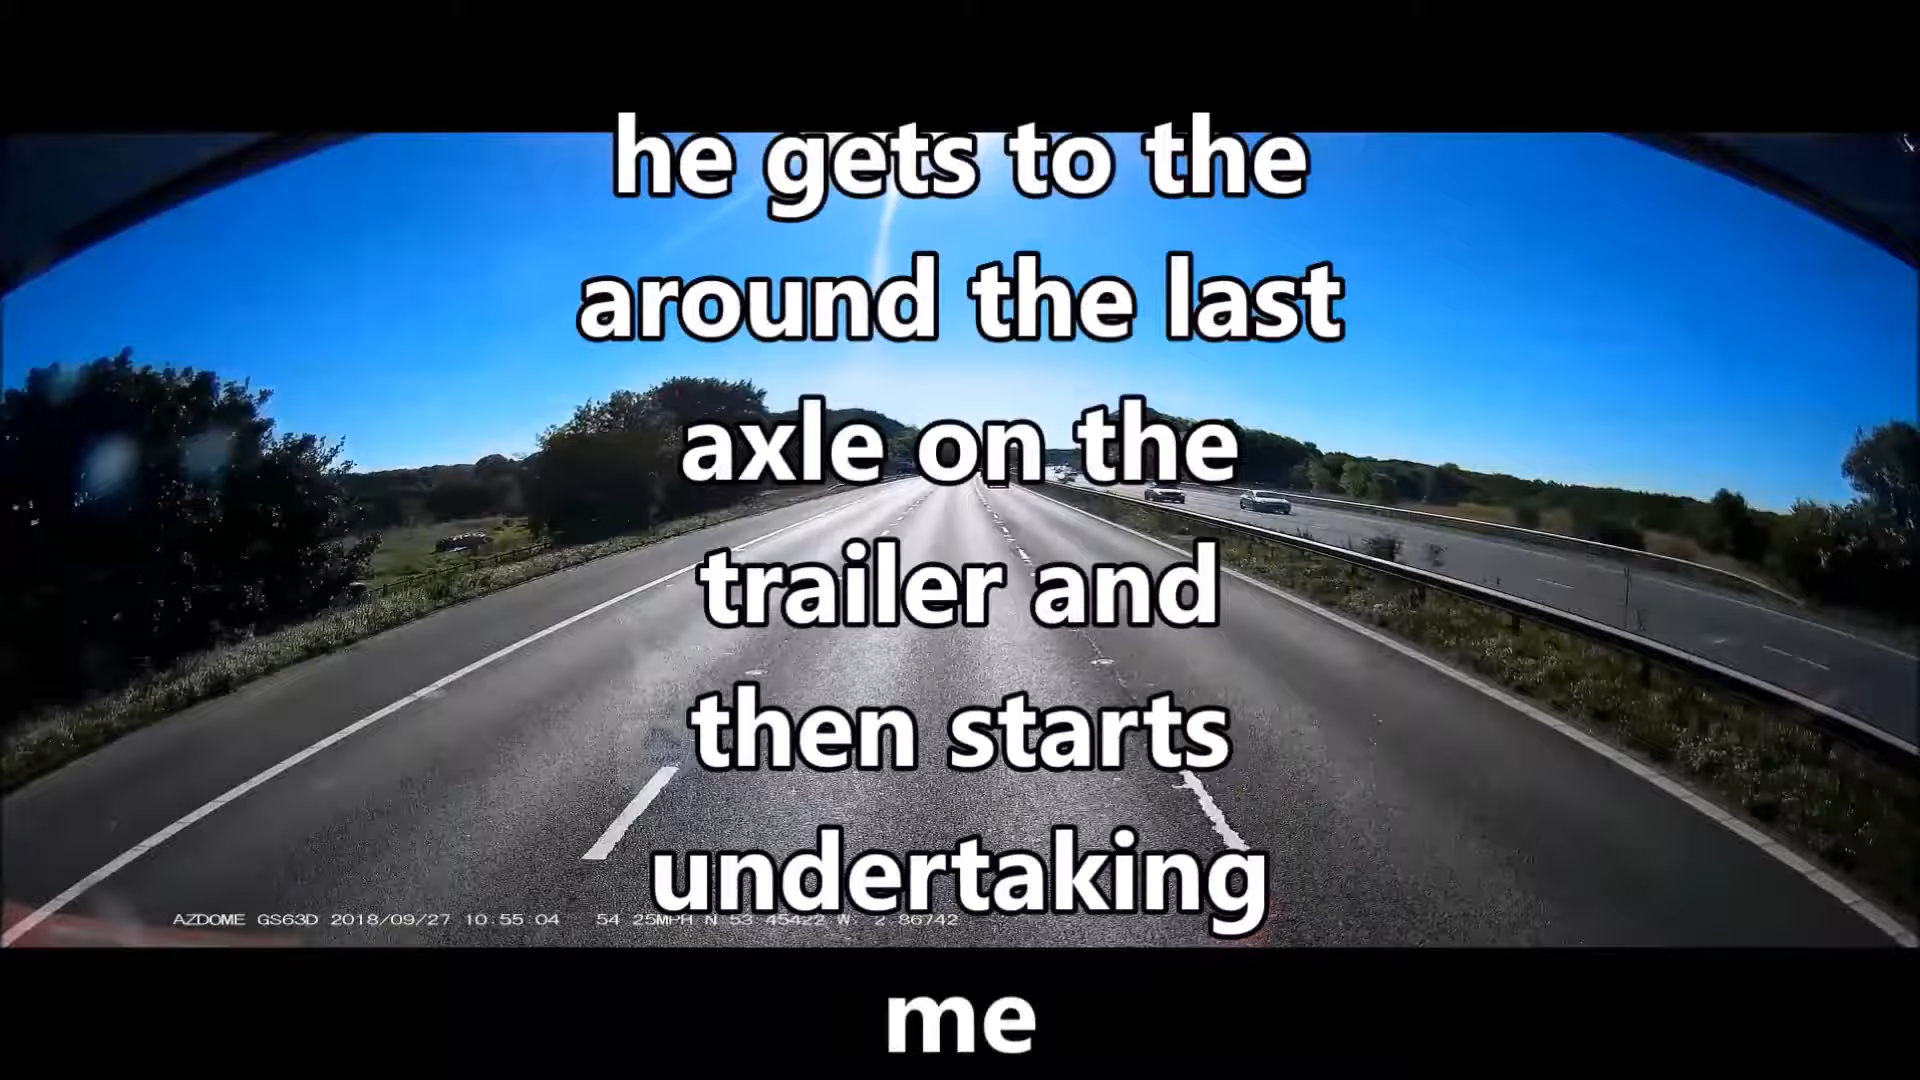 he gets to the
around the last
axle on the
trailer and
then starts
undertaking
me
AZDOME GS63D 2018/09/27 10:55:04 54.25MPH N 53.45422 W 2.86742